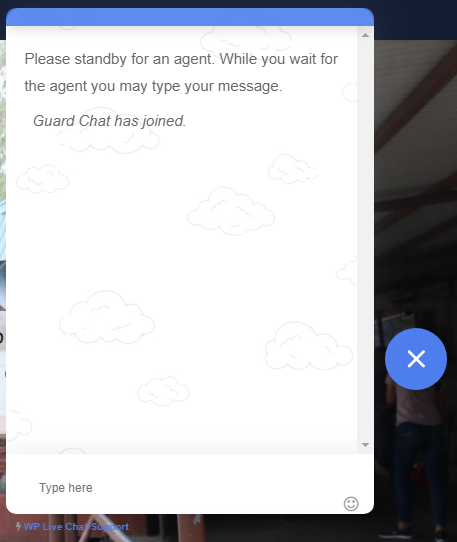 Please standby for an agent. While you wait for
the agent you may type your message.
Guard Chat has joined.
Type here
WP Live Chat Support